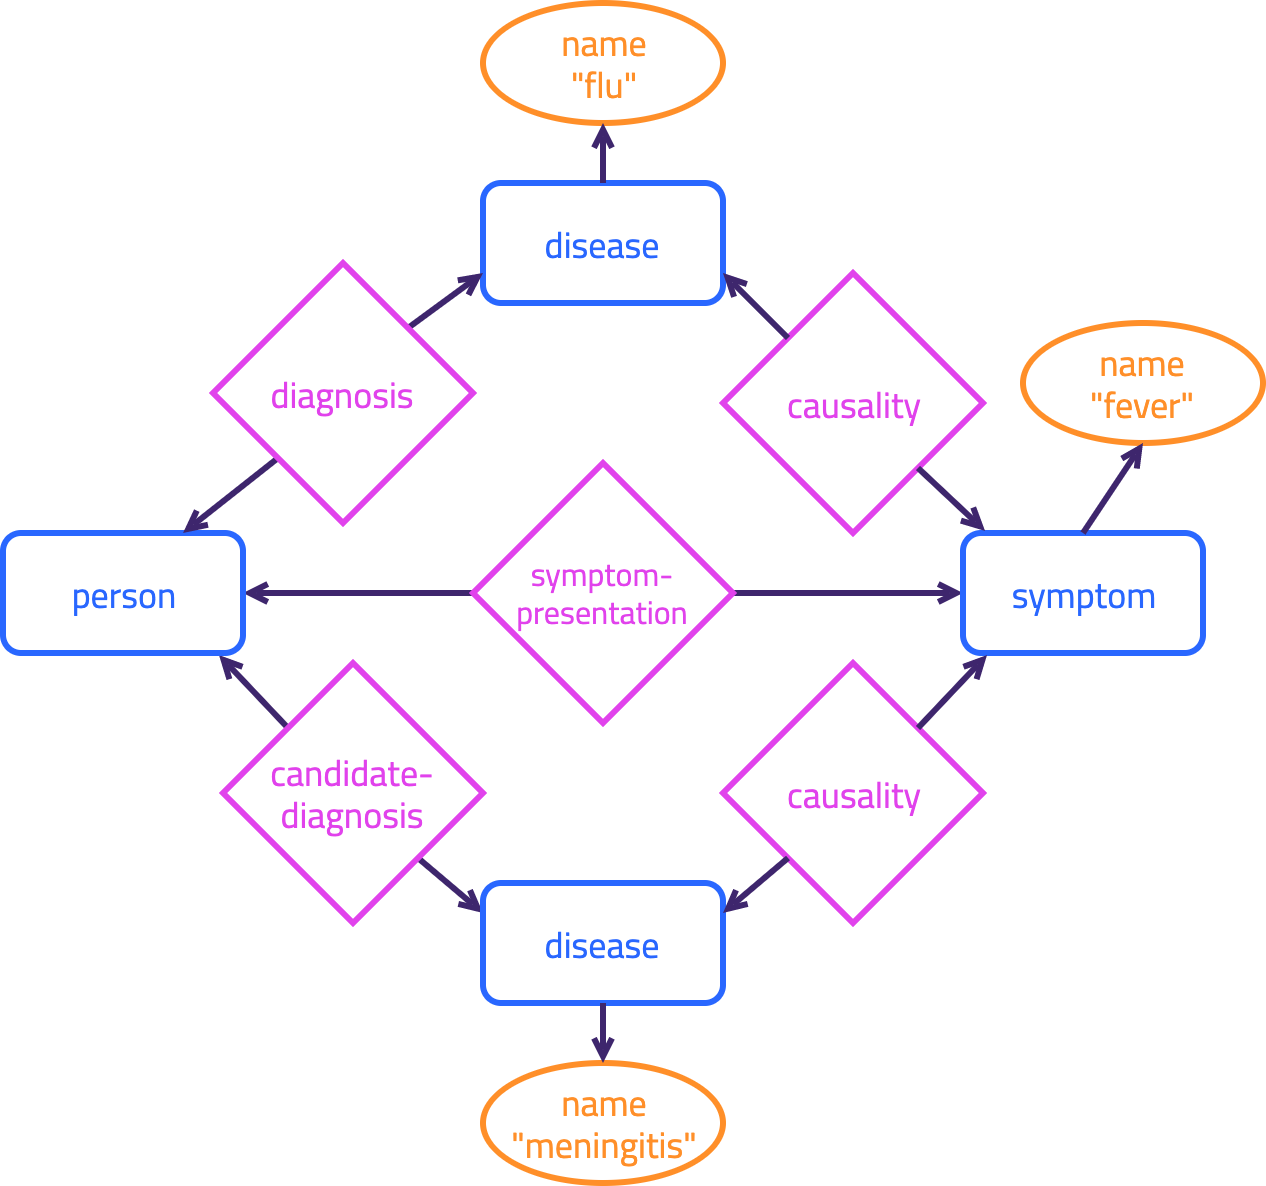 name
"flu"
disease
diagnosis
causality
name
"fever"
person
symptom-
presentation
symptom
candidate-
diagnosis
causality
disease
name
"meningitis"